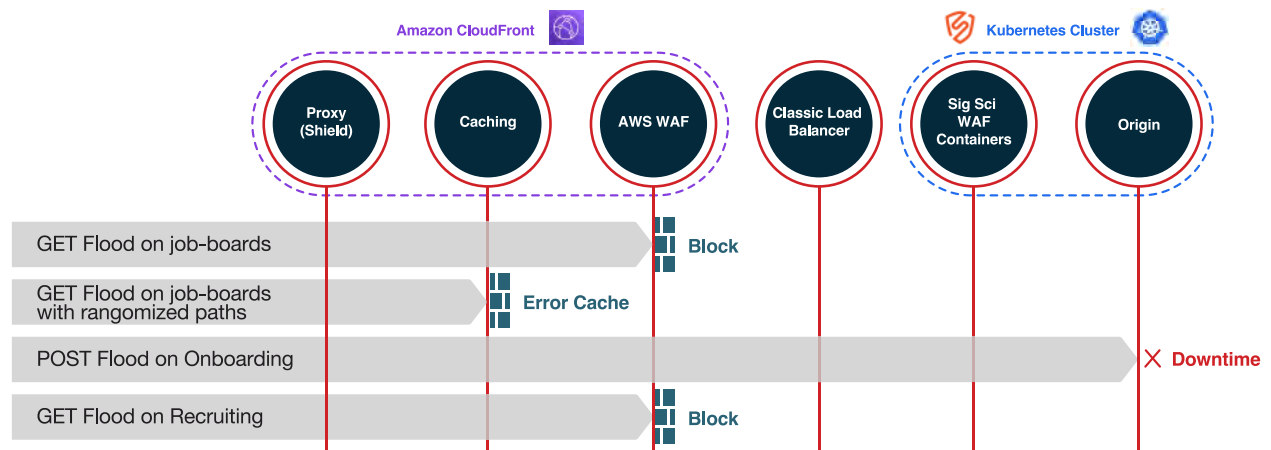 Amazon CloudFront
Kubernetes Cluster
Proxy
(Shield)
Caching
AWS WAF
Classic Load
Balancer
Sig Sci
WAF
Containers
Origin
GET Flood on job-boards
Block
GET Flood on job-boards
with rangomized paths
Error Cache
POST Flood on Onboarding
Downtime
GET Flood on Recruiting
Block